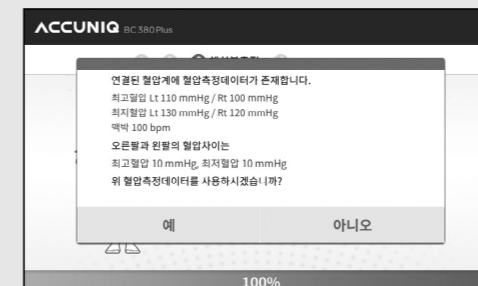 ACCUNIQ BC380Plus
연결된 혈압계에 혈압측정데이터가 존재합니다.
최고혈압 Lt 110 mmHg / Rt 100 mmHg
최저혈압 Lt 130 mmHg / Rt 120 mmHg
맥박 100 bpm
오른팔과 왼팔의 혈압차이는
최고혈압 10 mmHg, 최저혈압 10 mmHg
위 혈압측정데이터를 사용하시겠습니까?
예 아니오
100%